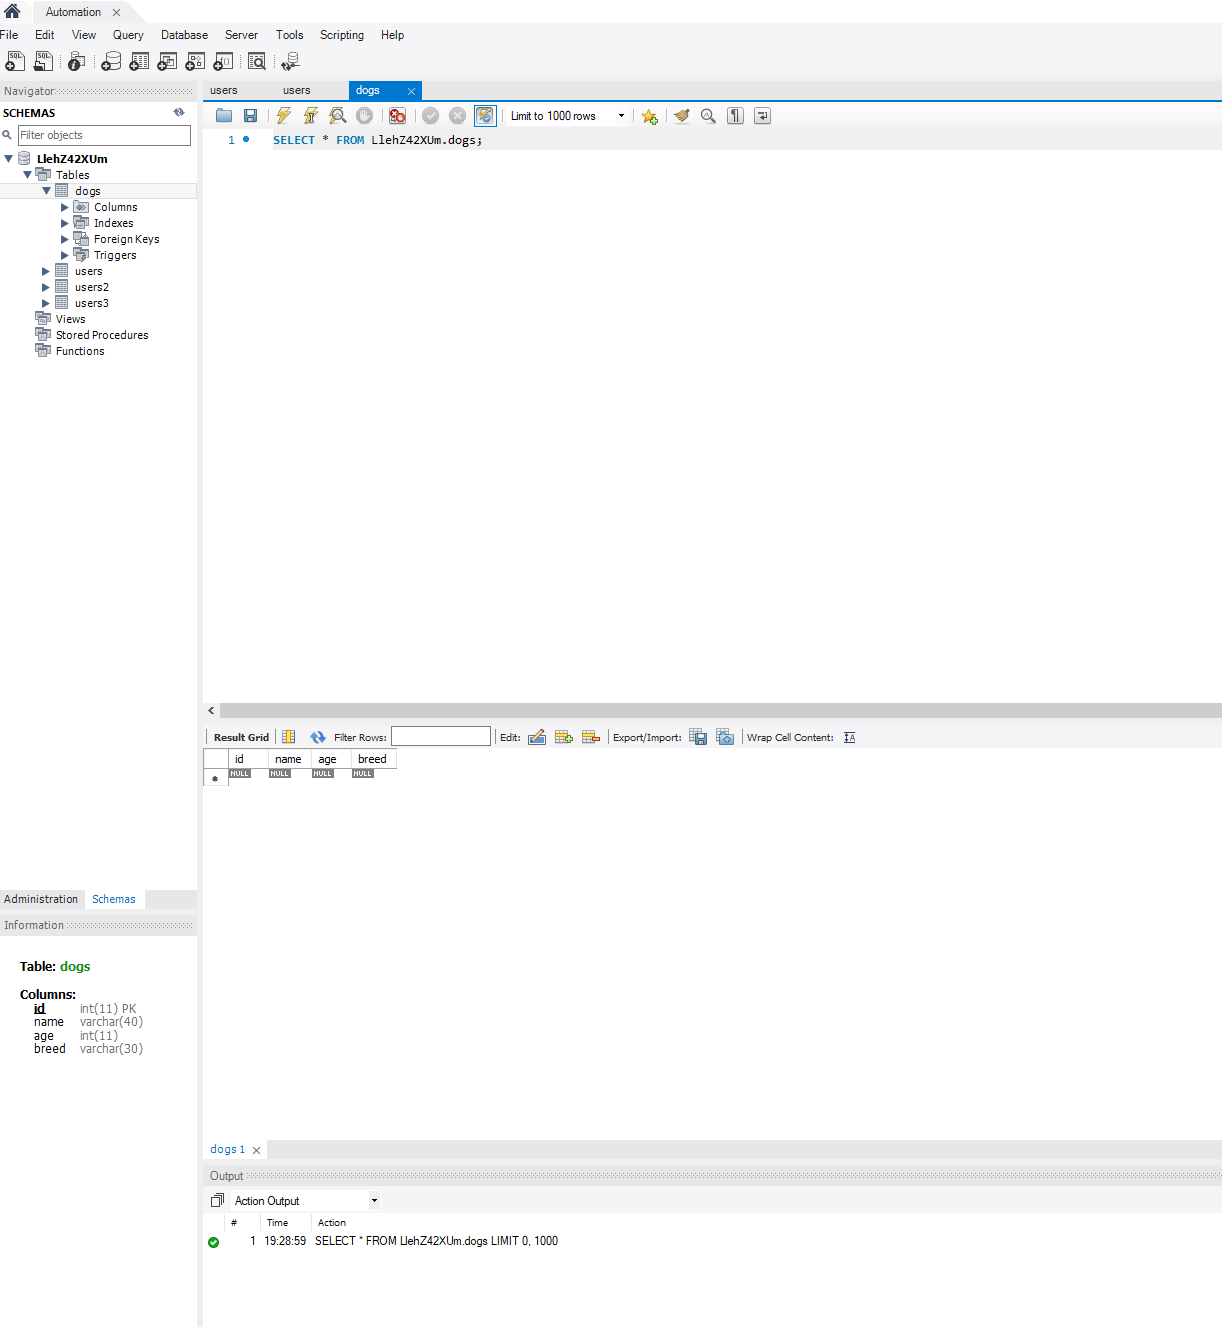 Automation
File Edit View Query Database Server Tools Scripting Help
Navigator
SCHEMAS
Filter objects
LlehZ42XUm
Tables
dogs
Columns
Indexes
Foreign Keys
Triggers
users
users2
users3
Views
Stored Procedures
Functions
Administration Schemas
Information
Table: dogs
Columns:
id int(11) PK
name varchar(40)
age int(11)
breed varchar(30)
users users dogs
Limit to 1000 rows
1 SELECT * FROM LlehZ42XUm.dogs;
Result Grid Filter Rows: Edit: Export/Import: Wrap Cell Content:
id name age breed
NULL NULL NULL NULL
dogs 1
Output
Action Output
# Time Action
1 19:28:59 SELECT * FROM LlehZ42XUm.dogs LIMIT 0, 1000